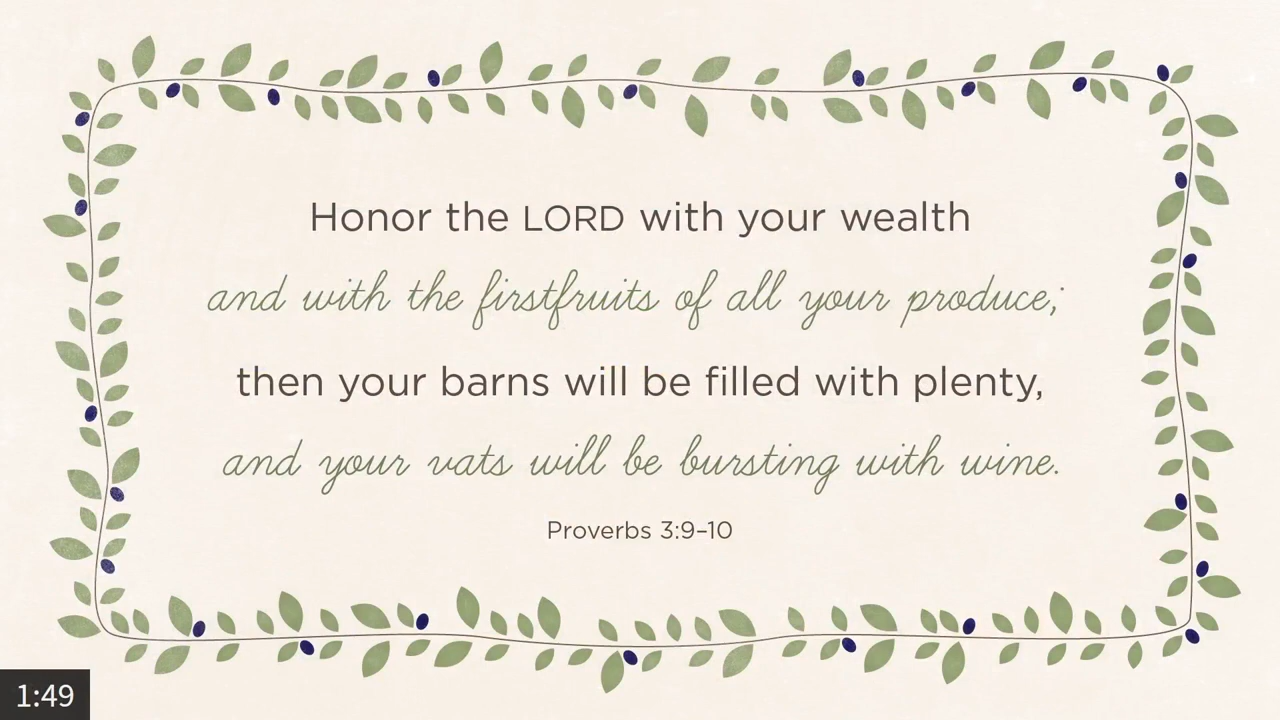 Honor the LORD with your wealth
and with the firstfruits of all your produce;
then your barns will be filled with plenty,
and your vats will be bursting with wine.
Proverbs 3:9–10
1:49